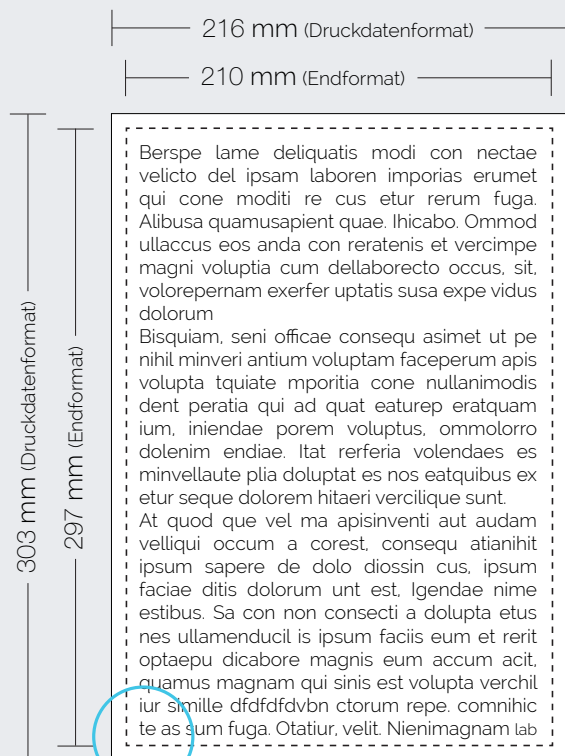 216 mm (Druckdatenformat)
210 mm (Endformat)
303 mm (Druckdatenformat)
297 mm (Endformat)
Berspe lame deliquatis modi con nectae
velicto del ipsam laboren imporias erumet
qui cone moditi re cus etur rerum fuga.
Alibusa quamusapient quae. Ihicabo. Ommod
ullaccus eos anda con reratenis et vercimpe
magni voluptia cum dellaborecto occus, sit,
volorepernam exerfer uptatis susa expe vidus
dolorum
Bisquiam, seni officae consequ asimet ut pe
nihil minveri antium voluptam faceperum apis
volupta tquiate mporitia cone nullanimodis
dent peratia qui ad quat eaturep eratquam
ium, iniendae porem voluptus, ommolorro
dolenim endiae. Itat rerferia volendaes es
minvellaute plia doluptat es nos eatquibus ex
etur seque dolorem hitaeri vercilique sunt.
At quod que vel ma apisinventi aut audam
velliqui occum a corest, consequ atianihit
ipsum sapere de dolo diossin cus, ipsum
faciae ditis dolorum unt est, Igendae nime
estibus. Sa con non consecti a dolupta etus
nes ullamenducil is ipsum faciis eum et rerit
optaepu dicabore magnis eum accum acit,
quamus magnam qui sinis est volupta verchil
iur simille dfdfdfdvbn ctorum repe. comnihic
te as sum fuga. Otatiur, velit. Nienimagnam lab